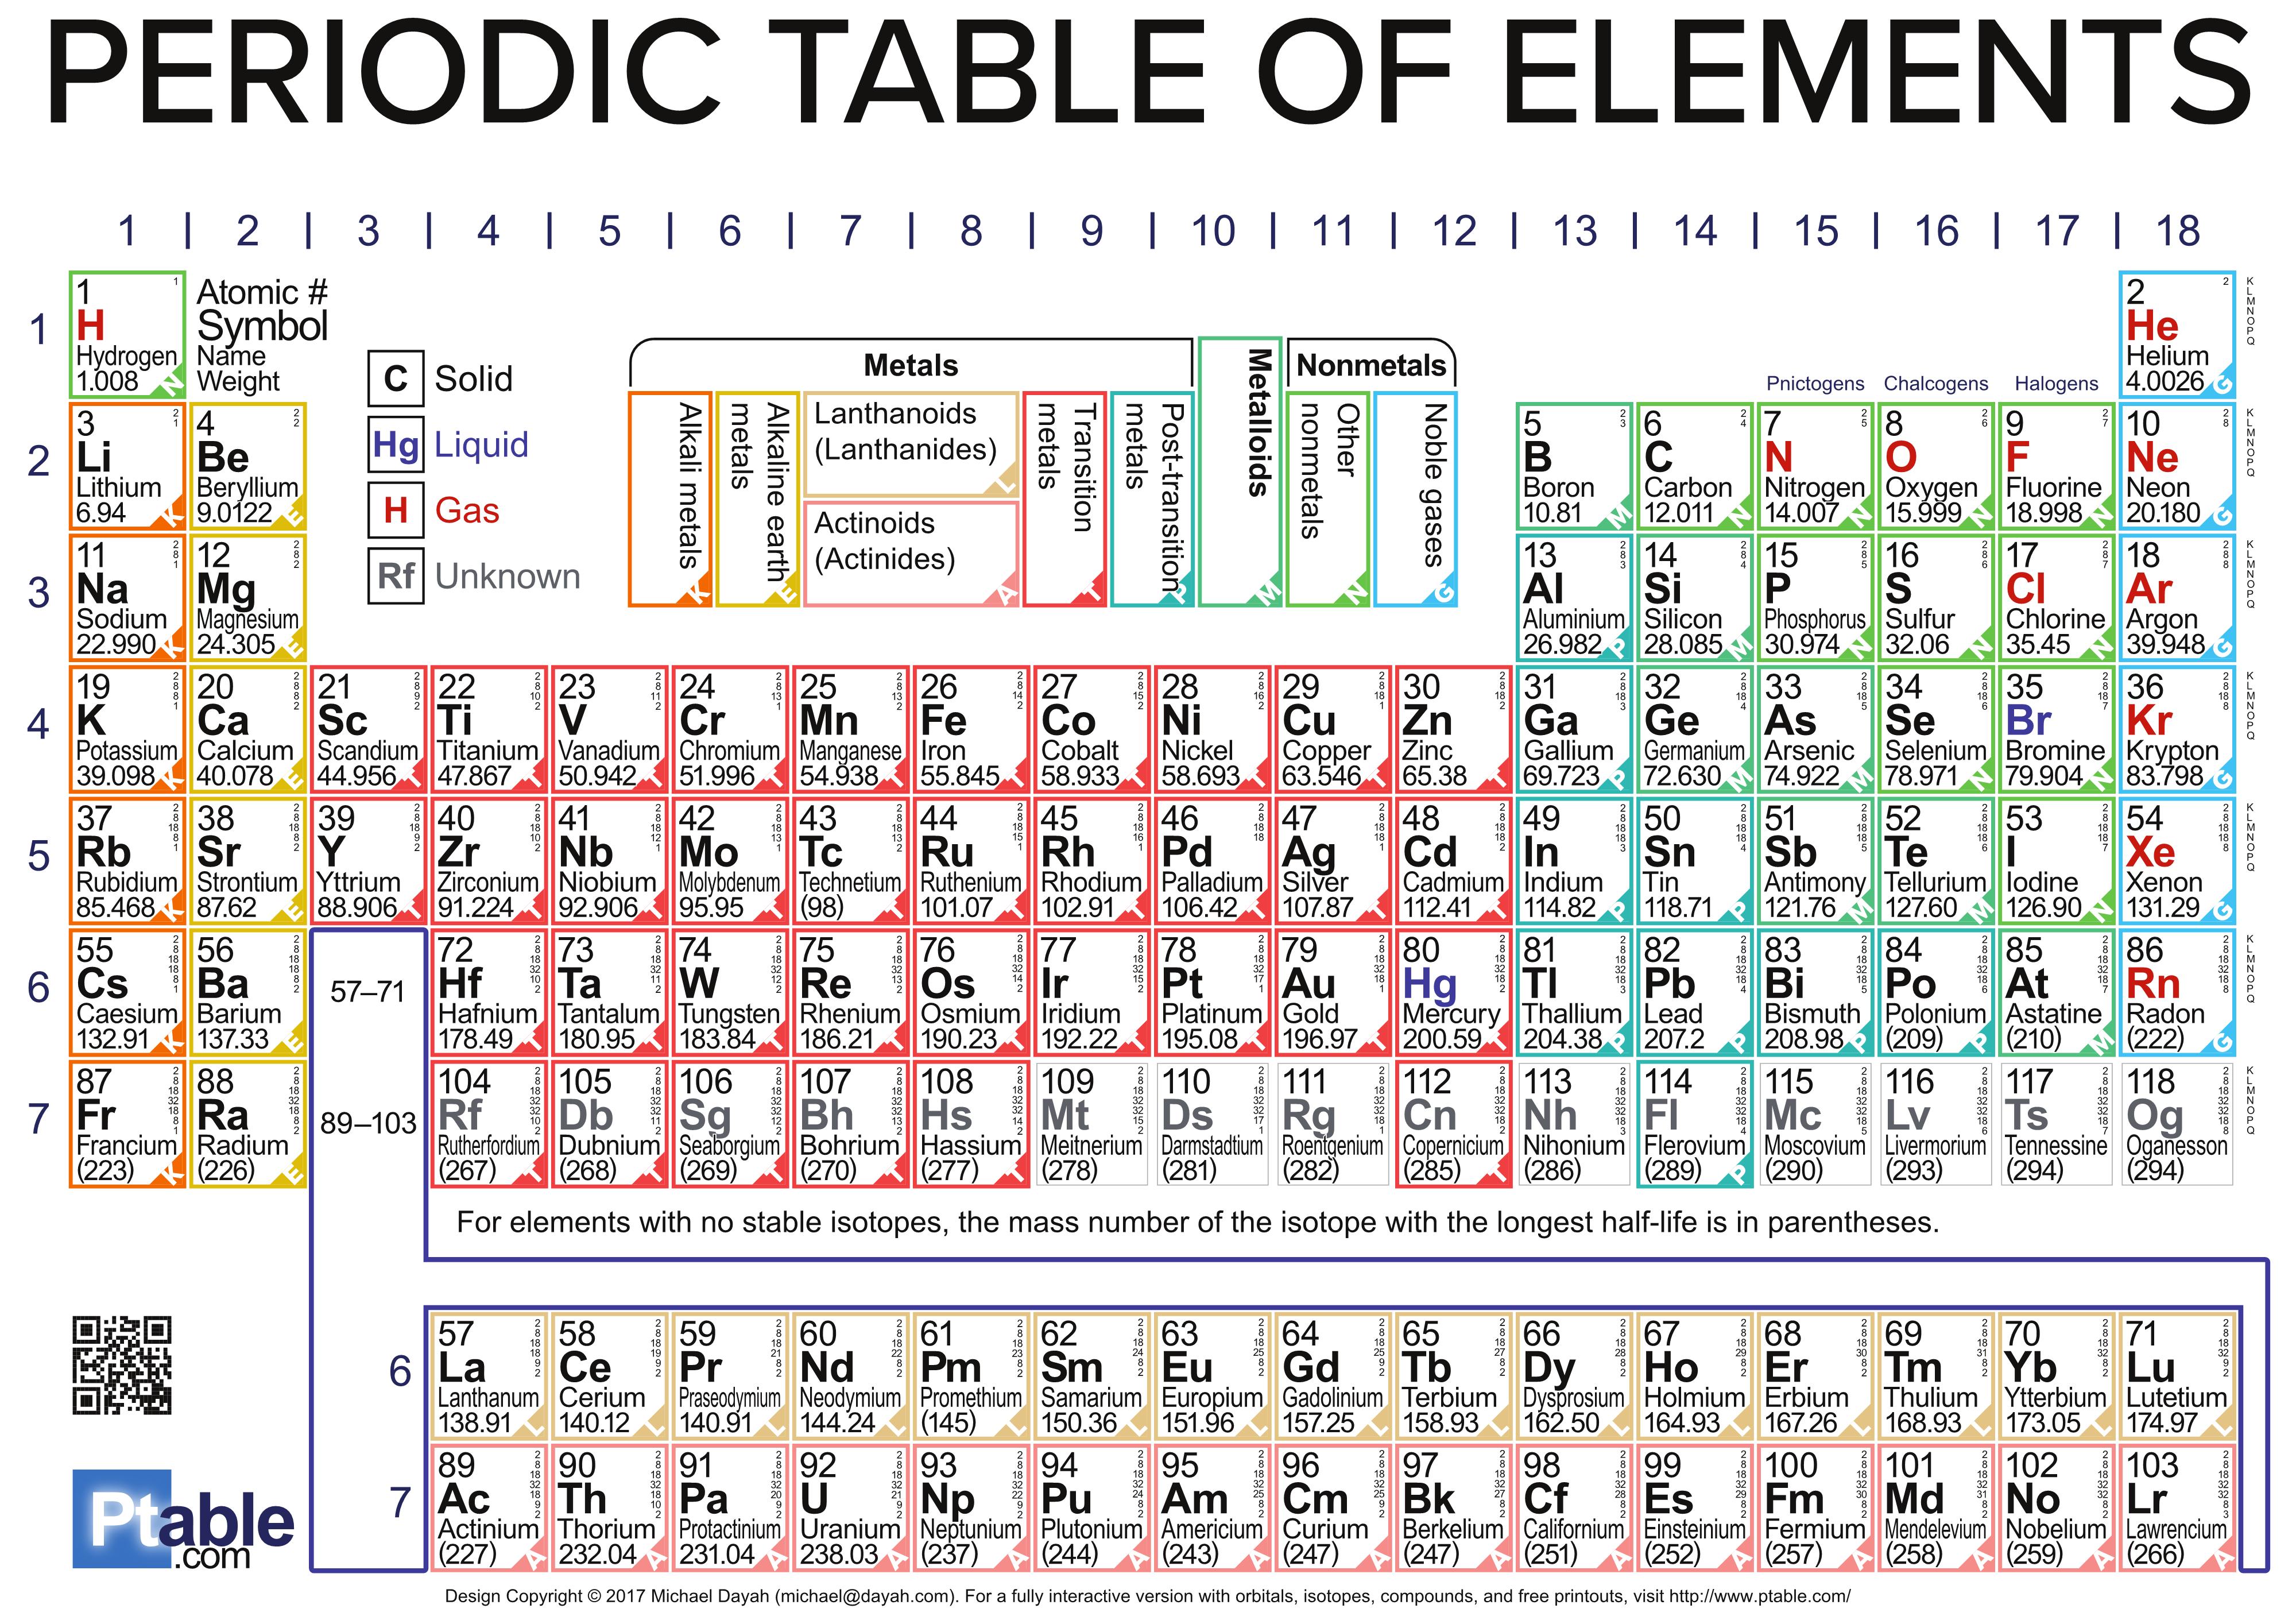 PERIODIC TABLE OF ELEMENTS
1 | 2 | 3 | 4 | 5 | 6 | 7 | 8 | 9 | 10 | 11 | 12 | 13 | 14 | 15 | 16 | 17 | 18
1
1 Atomic # 2
H Symbol He
Hydrogen Name Helium
1.008 Weight 4.0026
N G
K L M N O P Q
C Solid
Hg Liquid
H Gas
Rf Unknown
Metals
Alkali metals K
Alkaline earth metals E
Lanthanoids
(Lanthanides) L
Actinoids
(Actinides) A
Transition metals T
Post-transition metals P
Metalloids M
Nonmetals
Other nonmetals N
Noble gases G
Pnictogens Chalcogens Halogens
2
3 4 5 6 7 8 9 10
Li Be B C N O F Ne
Lithium Beryllium Boron Carbon Nitrogen Oxygen Fluorine Neon
6.94 9.0122 10.81 12.011 14.007 15.999 18.998 20.180
K E M N N N N G
K L M N O P Q
3
11 12 13 14 15 16 17 18
Na Mg Al Si P S Cl Ar
Sodium Magnesium Aluminium Silicon Phosphorus Sulfur Chlorine Argon
22.990 24.305 26.982 28.085 30.974 32.06 35.45 39.948
K E P M N N N G
K L M N O P Q
4
19 20 21 22 23 24 25 26 27 28 29 30 31 32 33 34 35 36
K Ca Sc Ti V Cr Mn Fe Co Ni Cu Zn Ga Ge As Se Br Kr
Potassium Calcium Scandium Titanium Vanadium Chromium Manganese Iron Cobalt Nickel Copper Zinc Gallium Germanium Arsenic Selenium Bromine Krypton
39.098 40.078 44.956 47.867 50.942 51.996 54.938 55.845 58.933 58.693 63.546 65.38 69.723 72.630 74.922 78.971 79.904 83.798
K E T T T T T T T T T T P M M N N G
K L M N O P Q
5
37 38 39 40 41 42 43 44 45 46 47 48 49 50 51 52 53 54
Rb Sr Y Zr Nb Mo Tc Ru Rh Pd Ag Cd In Sn Sb Te I Xe
Rubidium Strontium Yttrium Zirconium Niobium Molybdenum Technetium Ruthenium Rhodium Palladium Silver Cadmium Indium Tin Antimony Tellurium Iodine Xenon
85.468 87.62 88.906 91.224 92.906 95.95 (98) 101.07 102.91 106.42 107.87 112.41 114.82 118.71 121.76 127.60 126.90 131.29
K E T T T T T T T T T T P P M M N G
K L M N O P Q
6
55 56 57–71 72 73 74 75 76 77 78 79 80 81 82 83 84 85 86
Cs Ba Hf Ta W Re Os Ir Pt Au Hg Tl Pb Bi Po At Rn
Caesium Barium Hafnium Tantalum Tungsten Rhenium Osmium Iridium Platinum Gold Mercury Thallium Lead Bismuth Polonium Astatine Radon
132.91 137.33 178.49 180.95 183.84 186.21 190.23 192.22 195.08 196.97 200.59 204.38 207.2 208.98 (209) (210) (222)
K E T T T T T T T T T P P P P M G
K L M N O P Q
7
87 88 89–103 104 105 106 107 108 109 110 111 112 113 114 115 116 117 118
Fr Ra Rf Db Sg Bh Hs Mt Ds Rg Cn Nh Fl Mc Lv Ts Og
Francium Radium Rutherfordium Dubnium Seaborgium Bohrium Hassium Meitnerium Darmstadtium Roentgenium Copernicium Nihonium Flerovium Moscovium Livermorium Tennessine Oganesson
(223) (226) (267) (268) (269) (270) (277) (278) (281) (282) (285) (286) (289) (290) (293) (294) (294)
K E T T T T T T P
K L M N O P Q
For elements with no stable isotopes, the mass number of the isotope with the longest half-life is in parentheses.
6
57 58 59 60 61 62 63 64 65 66 67 68 69 70 71
La Ce Pr Nd Pm Sm Eu Gd Tb Dy Ho Er Tm Yb Lu
Lanthanum Cerium Praseodymium Neodymium Promethium Samarium Europium Gadolinium Terbium Dysprosium Holmium Erbium Thulium Ytterbium Lutetium
138.91 140.12 140.91 144.24 (145) 150.36 151.96 157.25 158.93 162.50 164.93 167.26 168.93 173.05 174.97
L L L L L L L L L L L L L L L
7
89 90 91 92 93 94 95 96 97 98 99 100 101 102 103
Ac Th Pa U Np Pu Am Cm Bk Cf Es Fm Md No Lr
Actinium Thorium Protactinium Uranium Neptunium Plutonium Americium Curium Berkelium Californium Einsteinium Fermium Mendelevium Nobelium Lawrencium
(227) 232.04 231.04 238.03 (237) (244) (243) (247) (247) (251) (252) (257) (258) (259) (266)
A A A A A A A A A A A A A A A
Ptable
.com
Design Copyright © 2017 Michael Dayah (michael@dayah.com). For a fully interactive version with orbitals, isotopes, compounds, and free printouts, visit http://www.ptable.com/